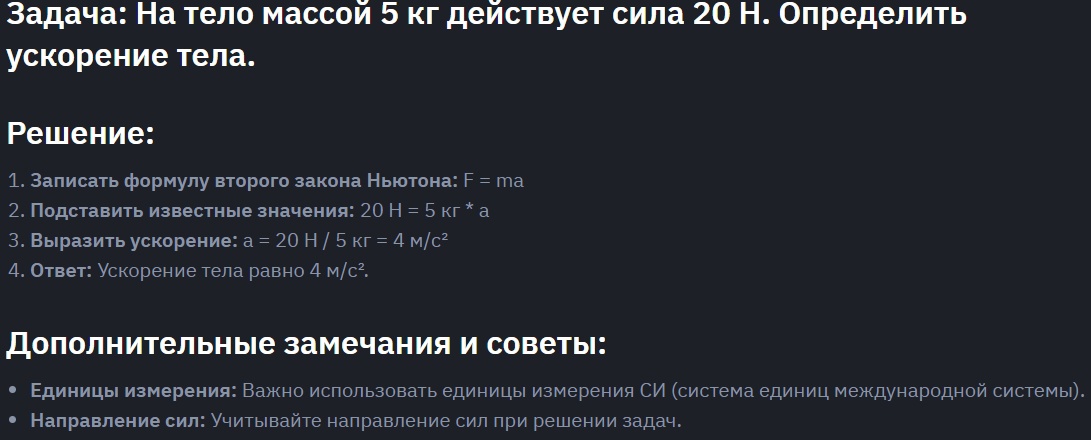 Задача: На тело массой 5 кг действует сила 20 Н. Определить
ускорение тела.
Решение:
1. Записать формулу второго закона Ньютона: F = ma
2. Подставить известные значения: 20 Н = 5 кг * a
3. Выразить ускорение: a = 20 Н / 5 кг = 4 м/с²
4. Ответ: Ускорение тела равно 4 м/с².
Дополнительные замечания и советы:
• Единицы измерения: Важно использовать единицы измерения СИ (система единиц международной системы).
• Направление сил: Учитывайте направление сил при решении задач.